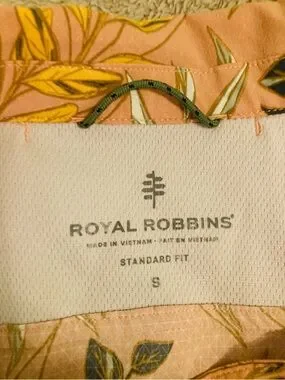 ROYAL ROBBINS®
MADE IN VIETNAM · FAIT EN VIETNAM
STANDARD FIT
S